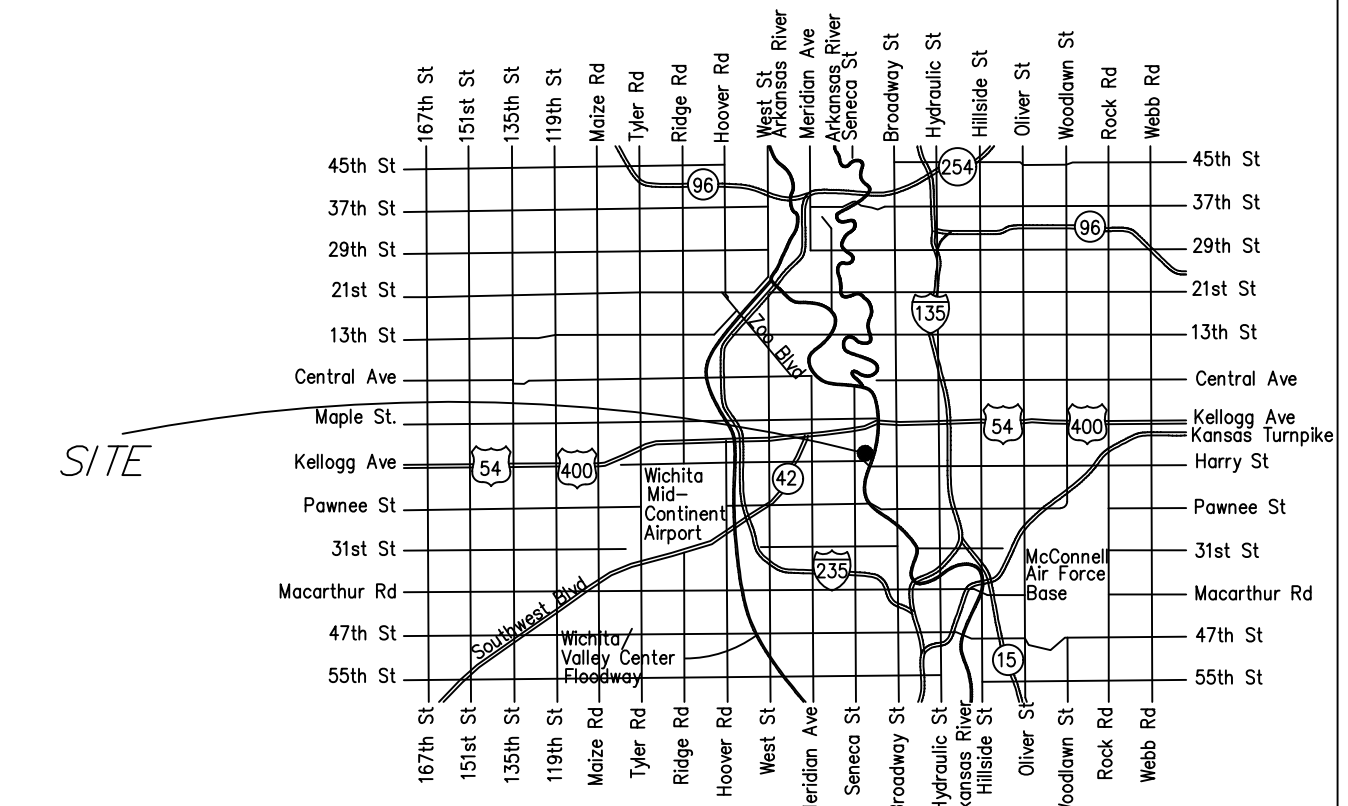 167th St
151st St
135th St
119th St
Maize Rd
Tyler Rd
Ridge Rd
Hoover Rd
West St
Arkansas River
Meridian Ave
Arkansas River
Seneca St
Broadway St
Hydraulic St
Hillside St
Oliver St
Woodlawn St
Rock Rd
Webb Rd
45th St
254
45th St
96
37th St
37th St
96
29th St
29th St
21st St
21st St
135
13th St
13th St
Zoo Blvd
Central Ave
Central Ave
Maple St.
Kellogg Ave
54
400
Kansas Turnpike
SITE
Kellogg Ave
54
400
Harry St
Wichita
Mid-
Continent
Airport
42
Pawnee St
Pawnee St
31st St
31st St
McConnell
Air Force
Base
235
Macarthur Rd
Macarthur Rd
Southwest Blvd
47th St
47th St
Wichita/
Valley Center
Floodway
15
55th St
55th St
167th St
151st St
135th St
119th St
Maize Rd
Tyler Rd
Ridge Rd
Hoover Rd
West St
eridian Ave
Seneca St
roadway St
Hydraulic St
kansas River
Hillside St
Oliver St
oodlawn St
Rock Rd
Webb Rd